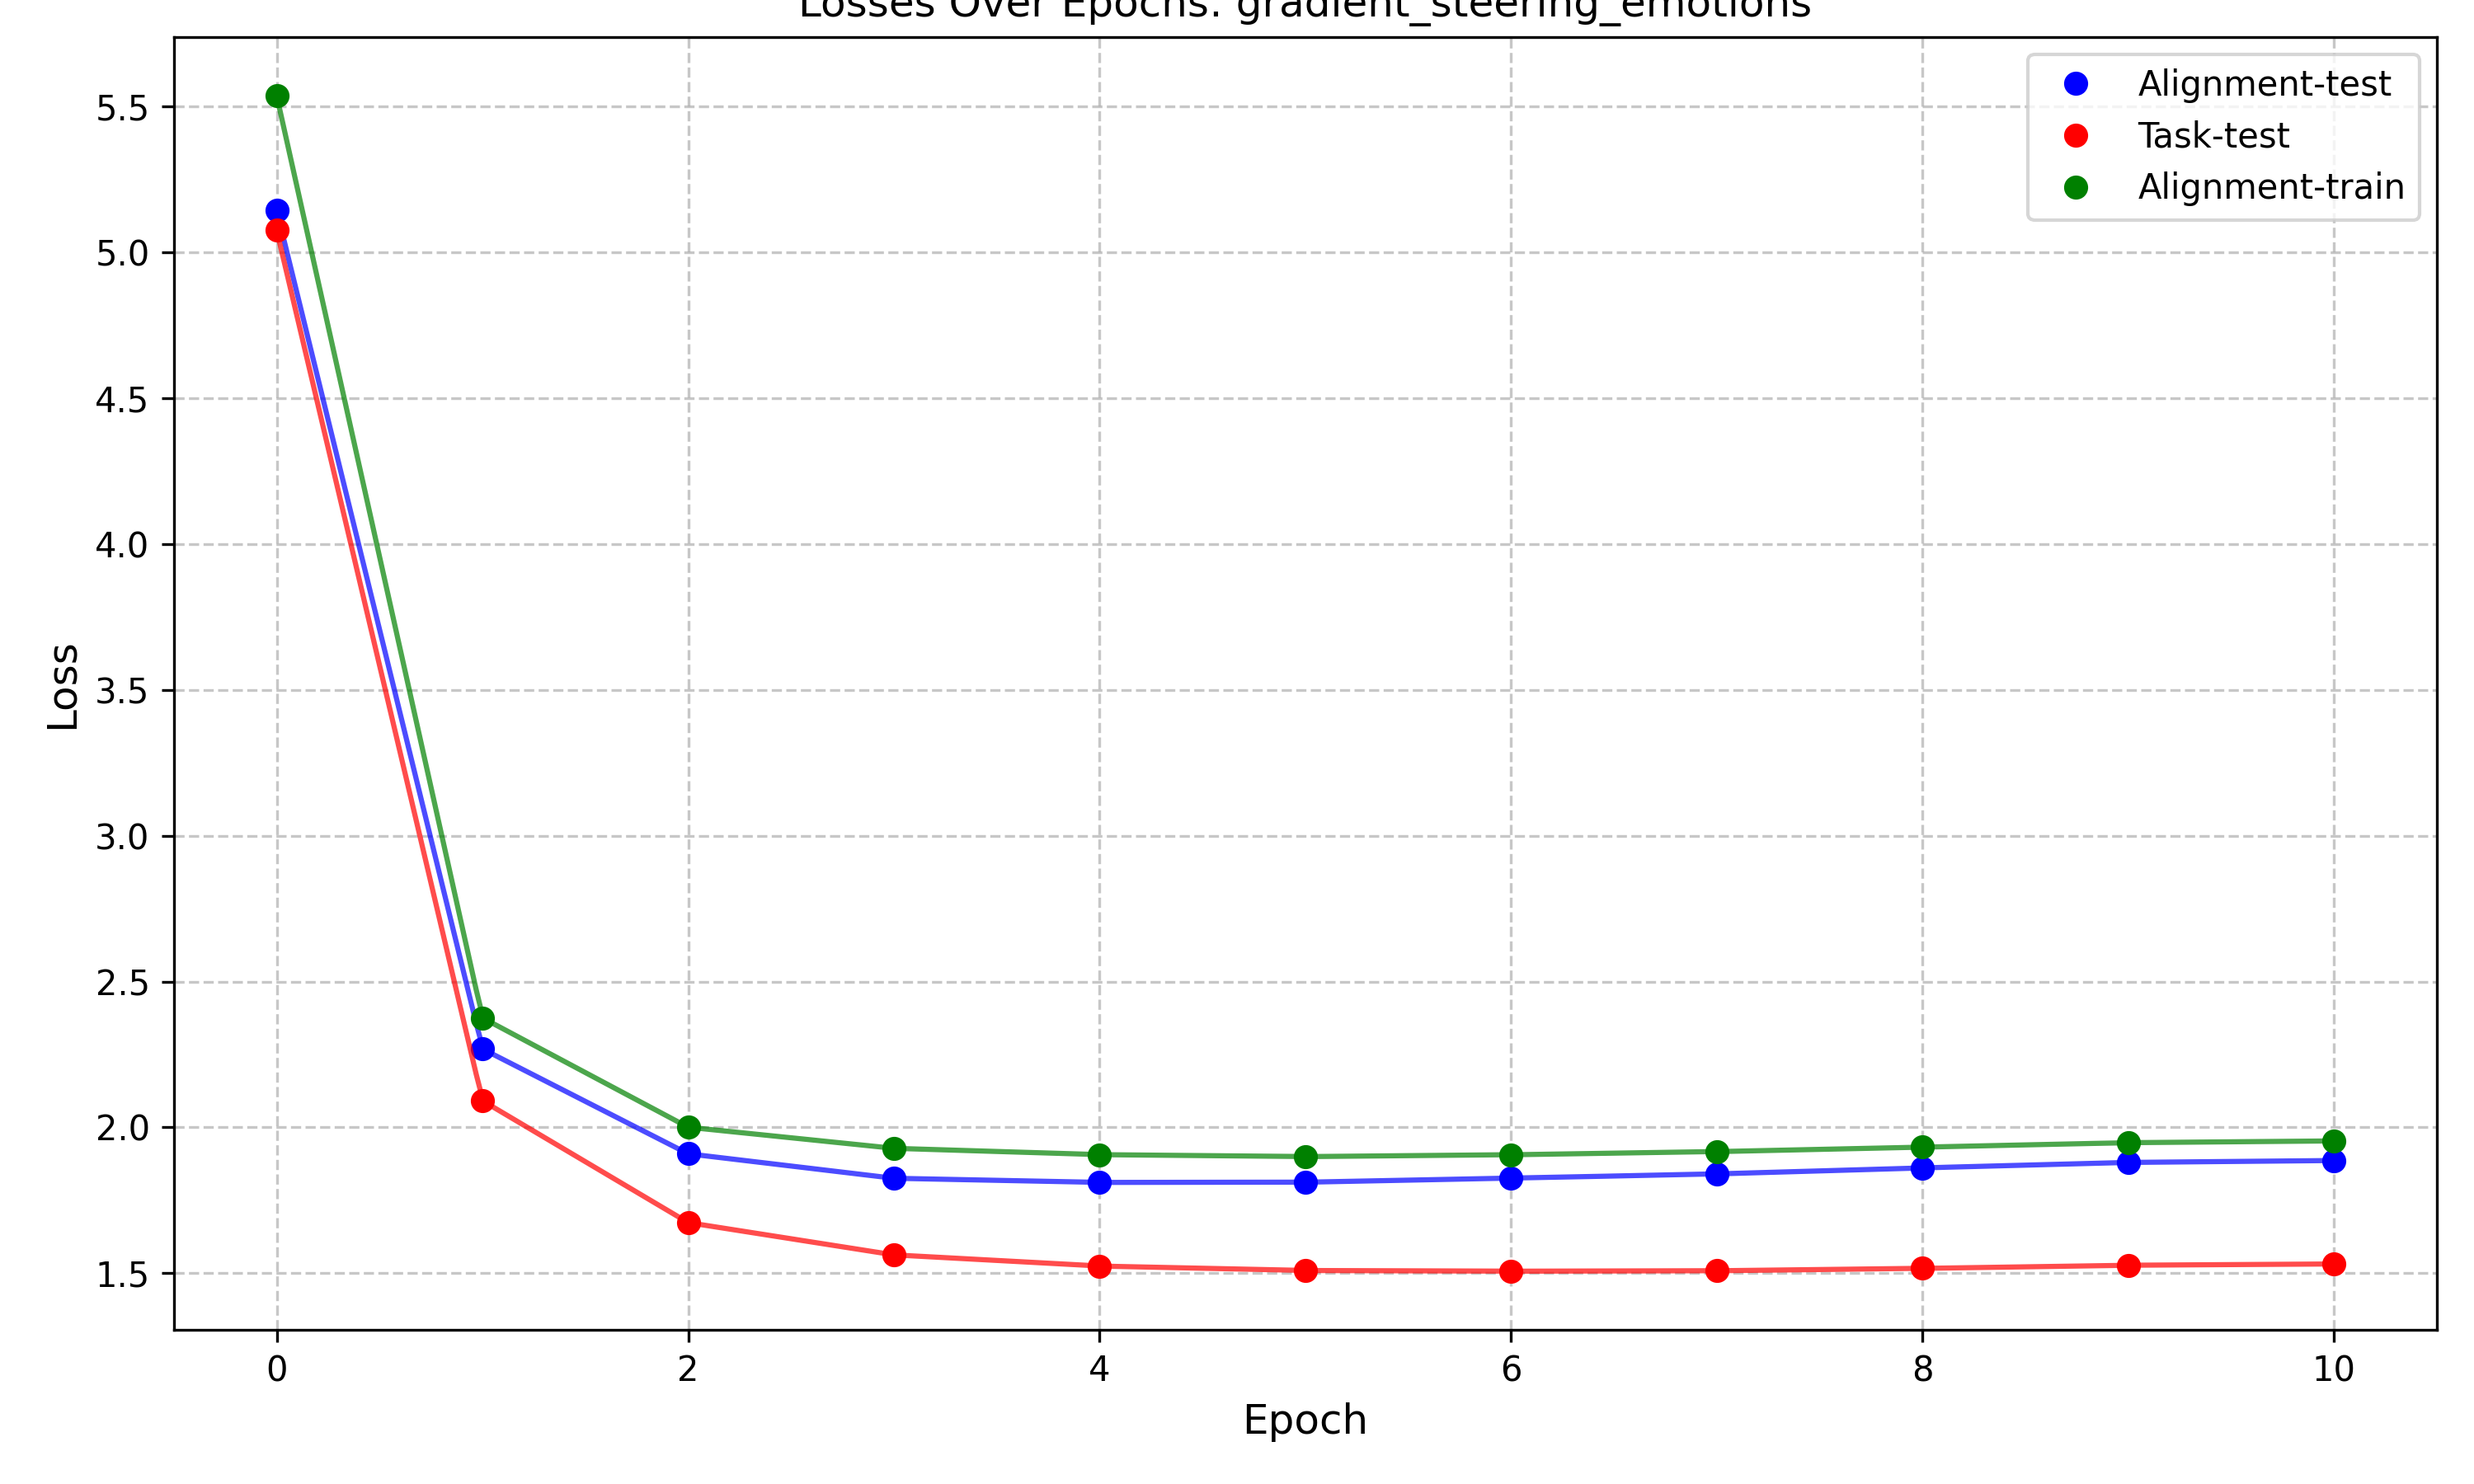 Losses Over Epochs: gradient_steering_emotions
Alignment-test
Task-test
Alignment-train
5.5
5.0
4.5
4.0
3.5
3.0
2.5
2.0
1.5
Loss
0 2 4 6 8 10
Epoch